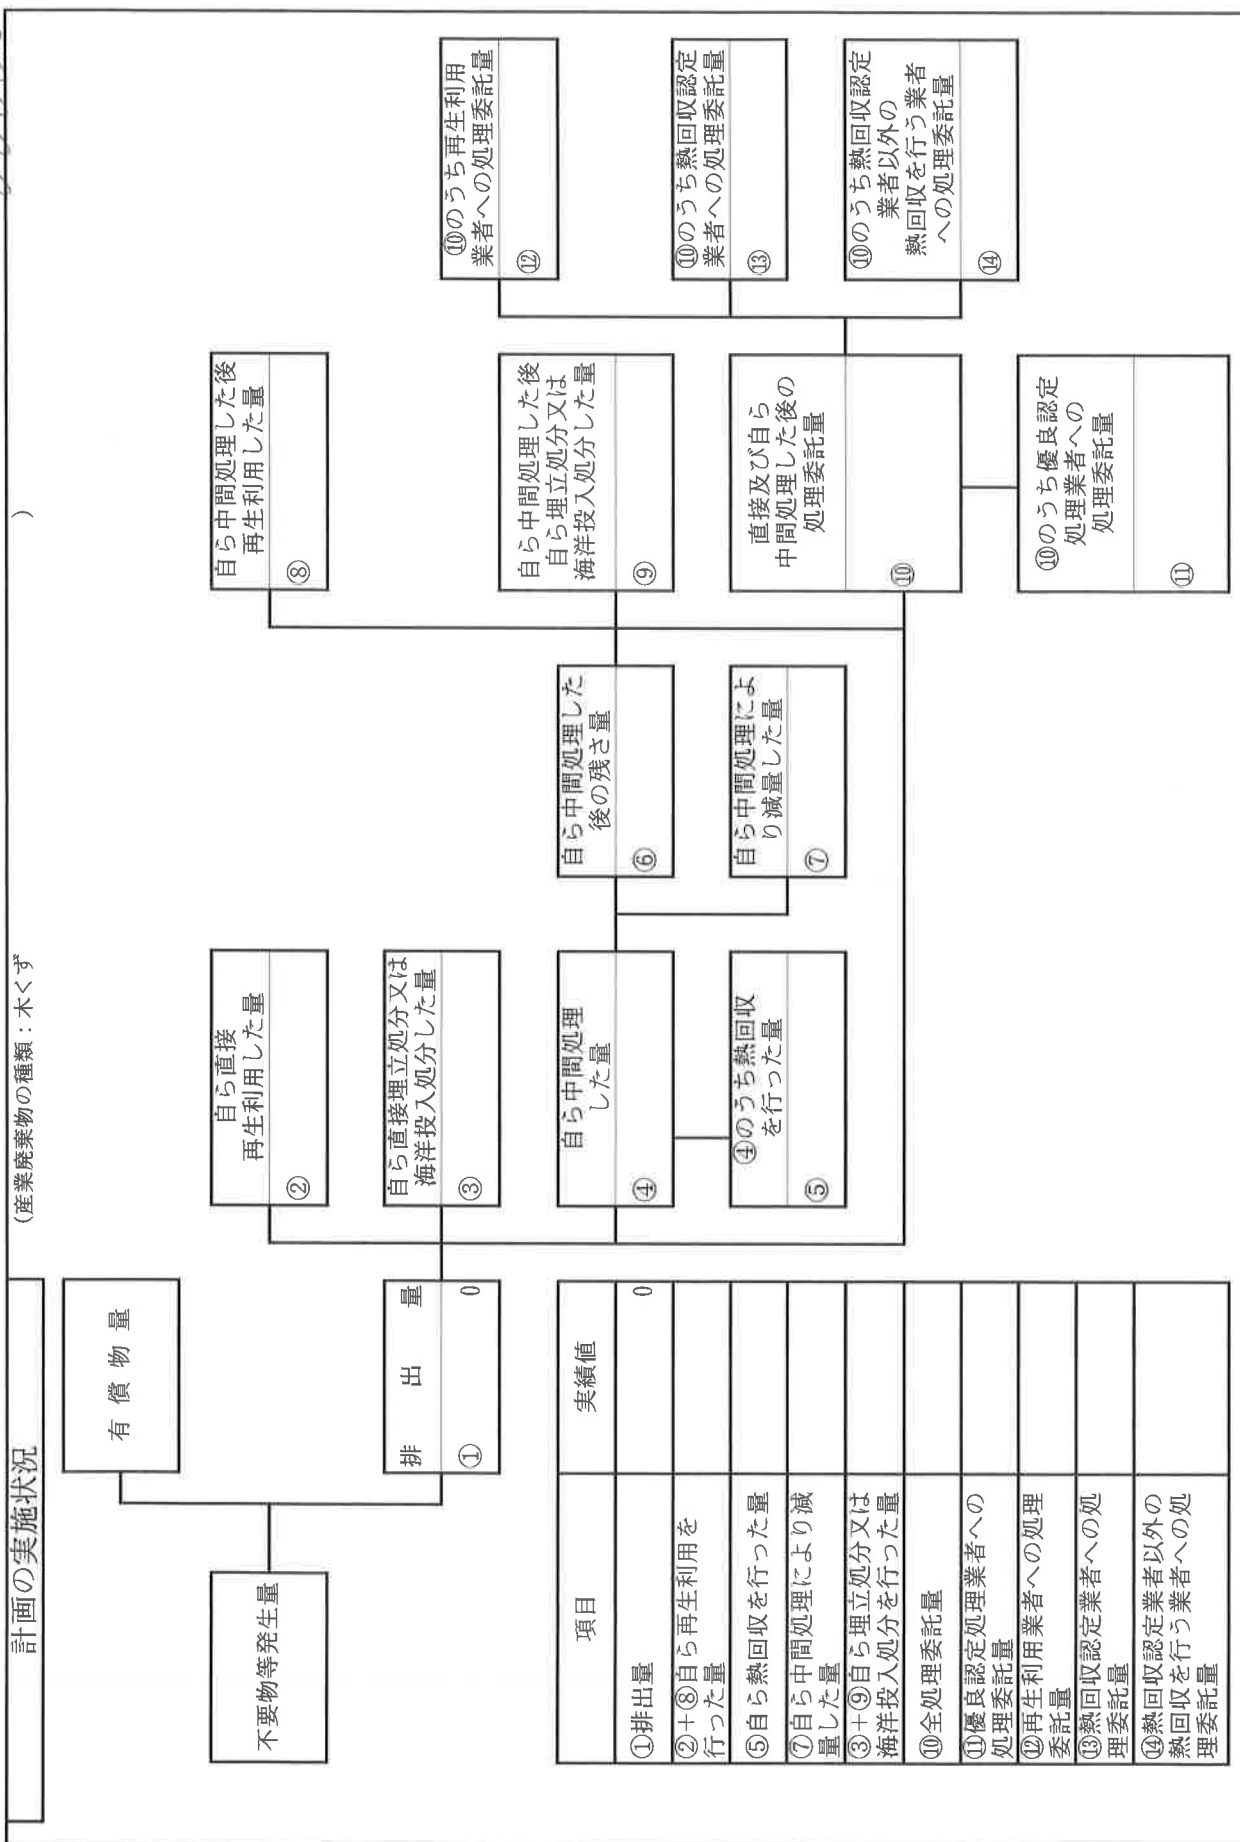 計画の実施状況
(産業廃棄物の種類：木くず
)
有償物量
不要物等発生量
排出量
①
0
自ら直接
再生利用した量
②
自ら直接埋立処分又は
海洋投入処分した量
③
自ら中間処理
した量
④
④のうち熱回収
を行った量
⑤
自ら中間処理した
後の残さ量
⑥
自ら中間処理によ
り減量した量
⑦
自ら中間処理した後
再生利用した量
⑧
自ら中間処理した後
自ら埋立処分又は
海洋投入処分した量
⑨
直接及び自ら
中間処理した後の
処理委託量
⑩
⑩のうち優良認定
処理業者への
処理委託量
⑪
⑩のうち再生利用
業者への処理委託量
⑫
⑩のうち熱回収認定
業者への処理委託量
⑬
⑩のうち熱回収認定
業者以外の
熱回収を行う業者
への処理委託量
⑭
項目
実績値
①排出量
0
②＋⑧自ら再生利用を
行った量
⑤自ら熱回収を行った量
⑦自ら中間処理により減
量した量
③＋⑨自ら埋立処分又は
海洋投入処分を行った量
⑩全処理委託量
⑪優良認定処理業者への
処理委託量
⑫再生利用業者への処理
委託量
⑬熱回収認定業者への処
理委託量
⑭熱回収認定業者以外の
熱回収を行う業者への処
理委託量